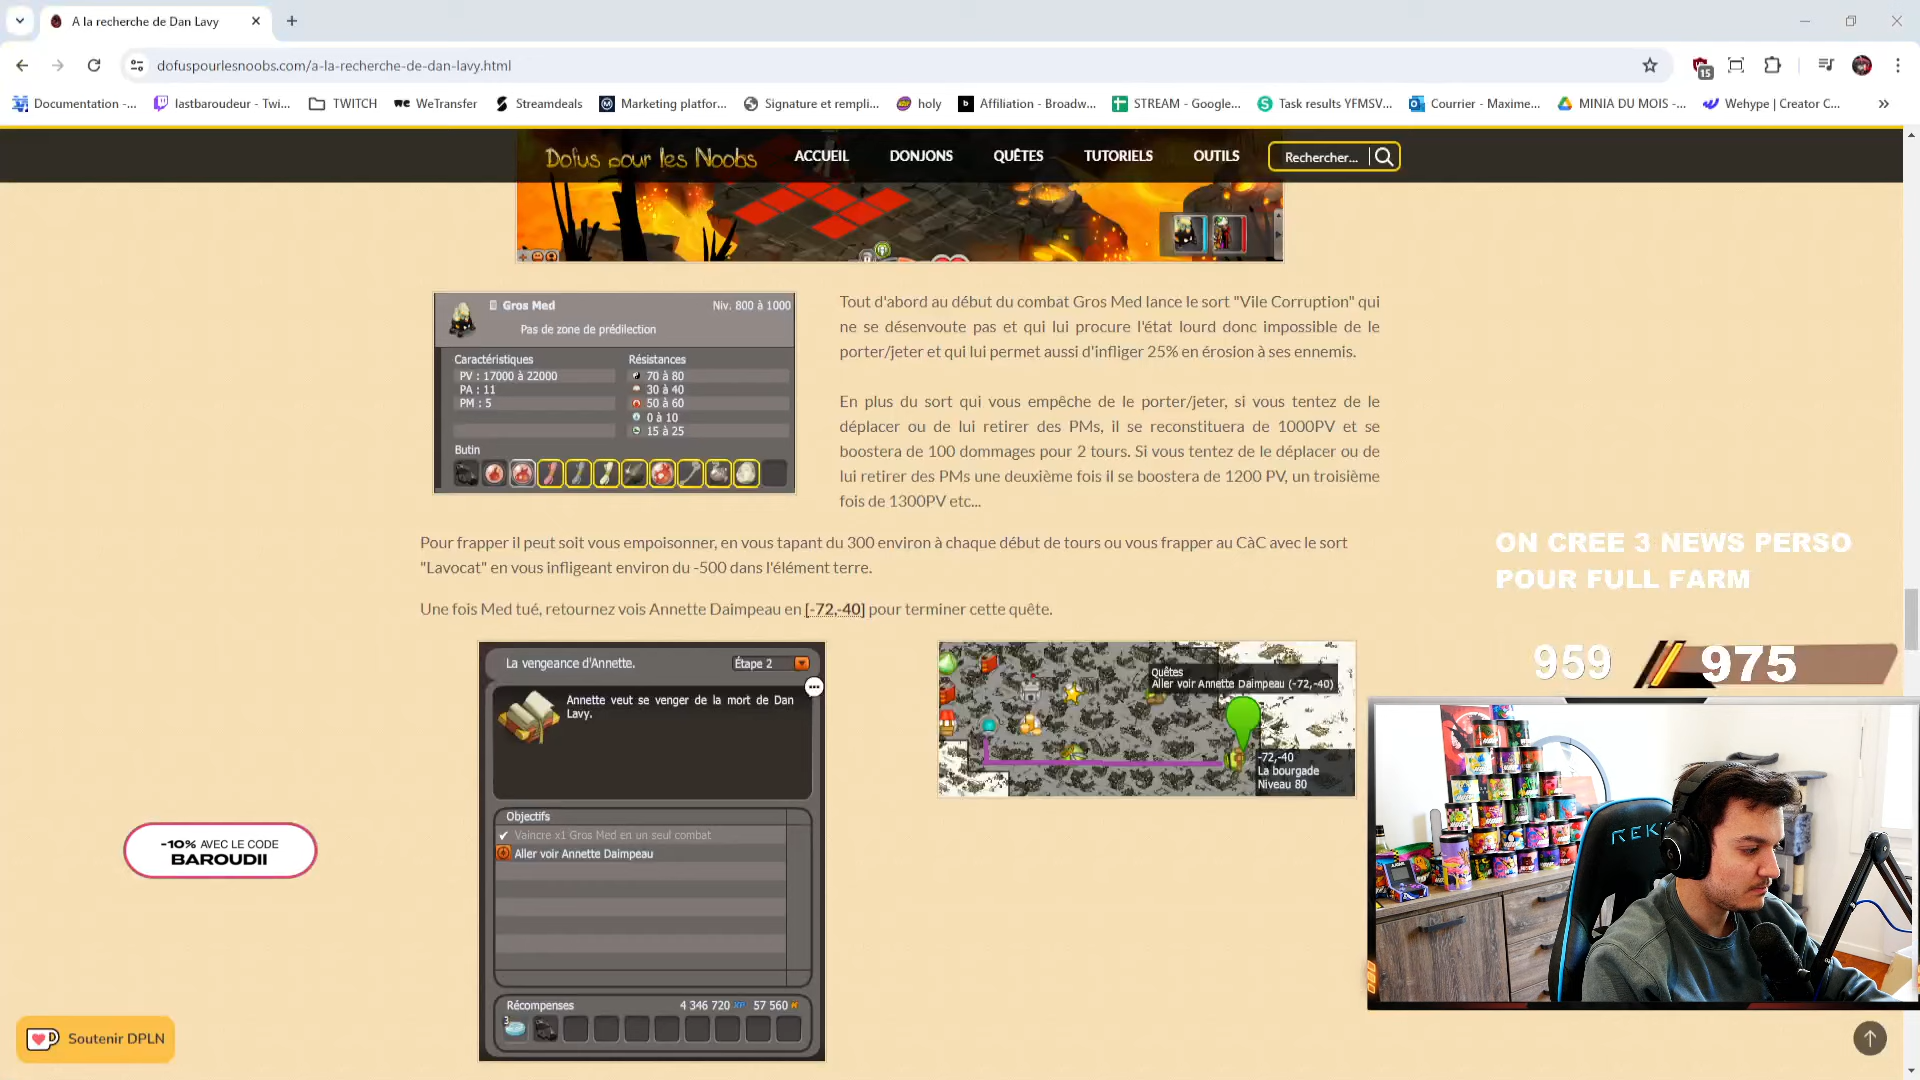 A la recherche de Dan Lavy
dofuspourlesnoobs.com/a-la-recherche-de-dan-lavy.html
15
Documentation -...
lastbaroudeur - Twi...
TWITCH
WeTransfer
Streamdeals
Marketing platfor...
Signature et rempli...
holy
Affiliation - Broadw...
STREAM - Google...
Task results YFMSV...
Courrier - Maxime...
MINIA DU MOIS -...
Wehype | Creator C...
Dofus pour les Noobs
ACCUEIL
DONJONS
QUÊTES
TUTORIELS
OUTILS
Rechercher...
Gros Med
Niv. 800 à 1000
Pas de zone de prédilection
Caractéristiques
Résistances
PV : 17000 à 22000
70 à 80
PA : 11
30 à 40
PM : 5
50 à 60
0 à 10
15 à 25
Butin
Tout d'abord au début du combat Gros Med lance le sort "Vile Corruption" qui
ne se désenvoute pas et qui lui procure l'état lourd donc impossible de le
porter/jeter et qui lui permet aussi d'infliger 25% en érosion à ses ennemis.
En plus du sort qui vous empêche de le porter/jeter, si vous tentez de le
déplacer ou de lui retirer des PMs, il se reconstituera de 1000PV et se
boostera de 100 dommages pour 2 tours. Si vous tentez de le déplacer ou de
lui retirer des PMs une deuxième fois il se boostera de 1200 PV, un troisième
fois de 1300PV etc...
Pour frapper il peut soit vous empoisonner, en vous tapant du 300 environ à chaque début de tours ou vous frapper au CàC avec le sort
"Lavocat" en vous infligeant environ du -500 dans l'élément terre.
Une fois Med tué, retournez vois Annette Daimpeau en [-72,-40] pour terminer cette quête.
La vengeance d'Annette.
Étape 2
Annette veut se venger de la mort de Dan
Lavy.
Objectifs
Vaincre x1 Gros Med en un seul combat
Aller voir Annette Daimpeau
Récompenses
4 346 720 XP
57 560 K
3
Quêtes
Aller voir Annette Daimpeau (-72,-40)
-72,-40
La bourgade
Niveau 80
ON CREE 3 NEWS PERSO
POUR FULL FARM
959
975
-10% AVEC LE CODE
BAROUDII
D
Soutenir DPLN